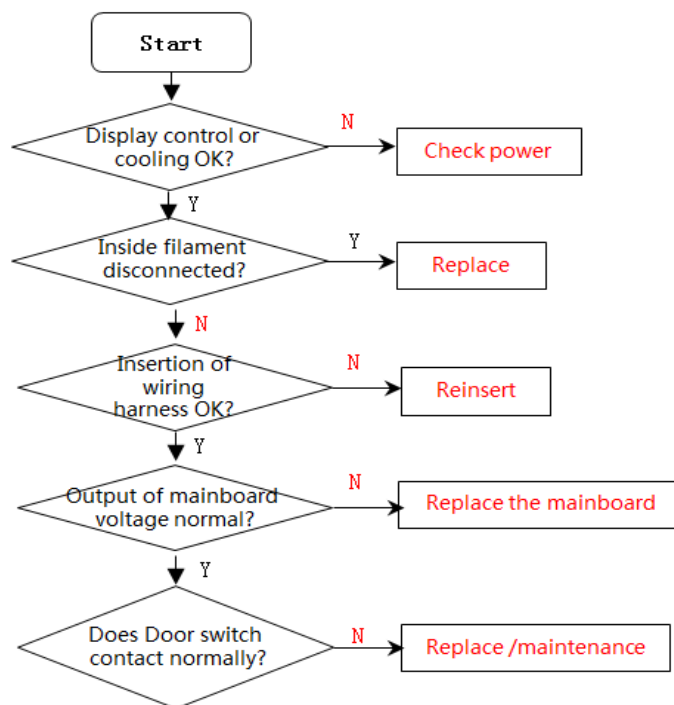 Start
Display control or
cooling OK?
N
Check power
Y
Inside filament
disconnected?
Y
Replace
N
Insertion of
wiring
harness OK?
N
Reinsert
Y
Output of mainboard
voltage normal?
N
Replace the mainboard
Y
Does Door switch
contact normally?
N
Replace /maintenance